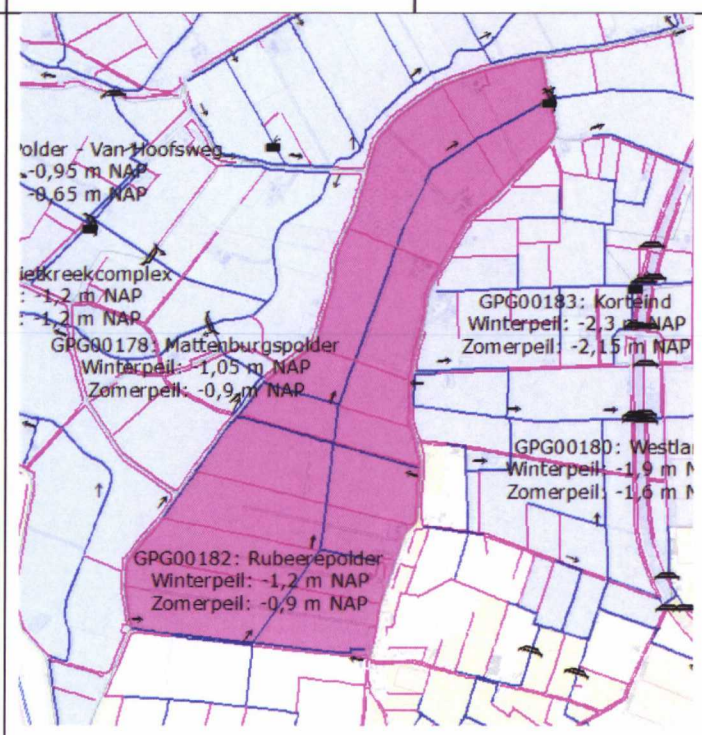 Polder - Van Hoofsweg
-0,95 m NAP
-0,65 m NAP
ietkreekcomplex
: -1,2 m NAP
: -1,2 m NAP
GPG00178: Mattenburgspolder
Winterpeil: -1,05 m NAP
Zomerpeil: -0,9 m NAP
GPG00183: Korteind
Winterpeil: -2,3 m NAP
Zomerpeil: -2,15 m NAP
GPG00180: Westla
Winterpeil: -1,9 m N
Zomerpeil: -1,6 m N
GPG00182: Rubeerepolder
Winterpeil: -1,2 m NAP
Zomerpeil: -0,9 m NAP